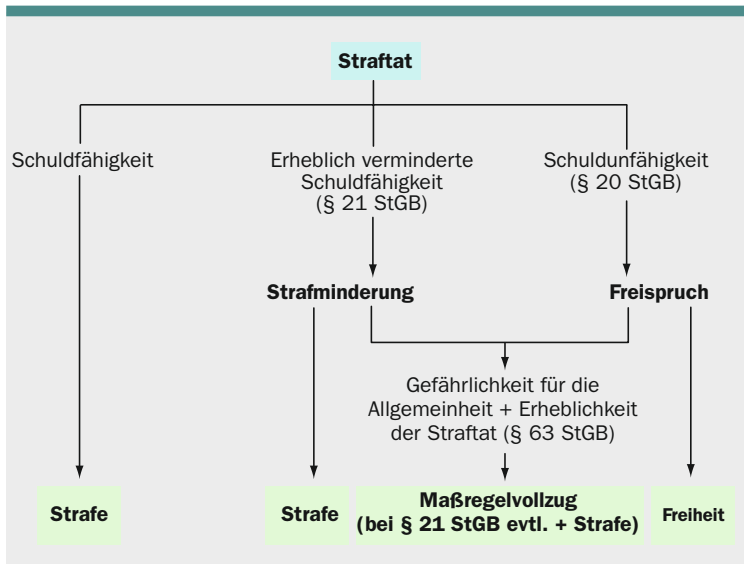 Straftat
Schuldfähigkeit
Erheblich verminderte
Schuldfähigkeit
(§ 21 StGB)
Schuldunfähigkeit
(§ 20 StGB)
Strafminderung
Freispruch
Gefährlichkeit für die
Allgemeinheit + Erheblichkeit
der Straftat (§ 63 StGB)
Strafe
Strafe
Maßregelvollzug
(bei § 21 StGB evtl. + Strafe)
Freiheit